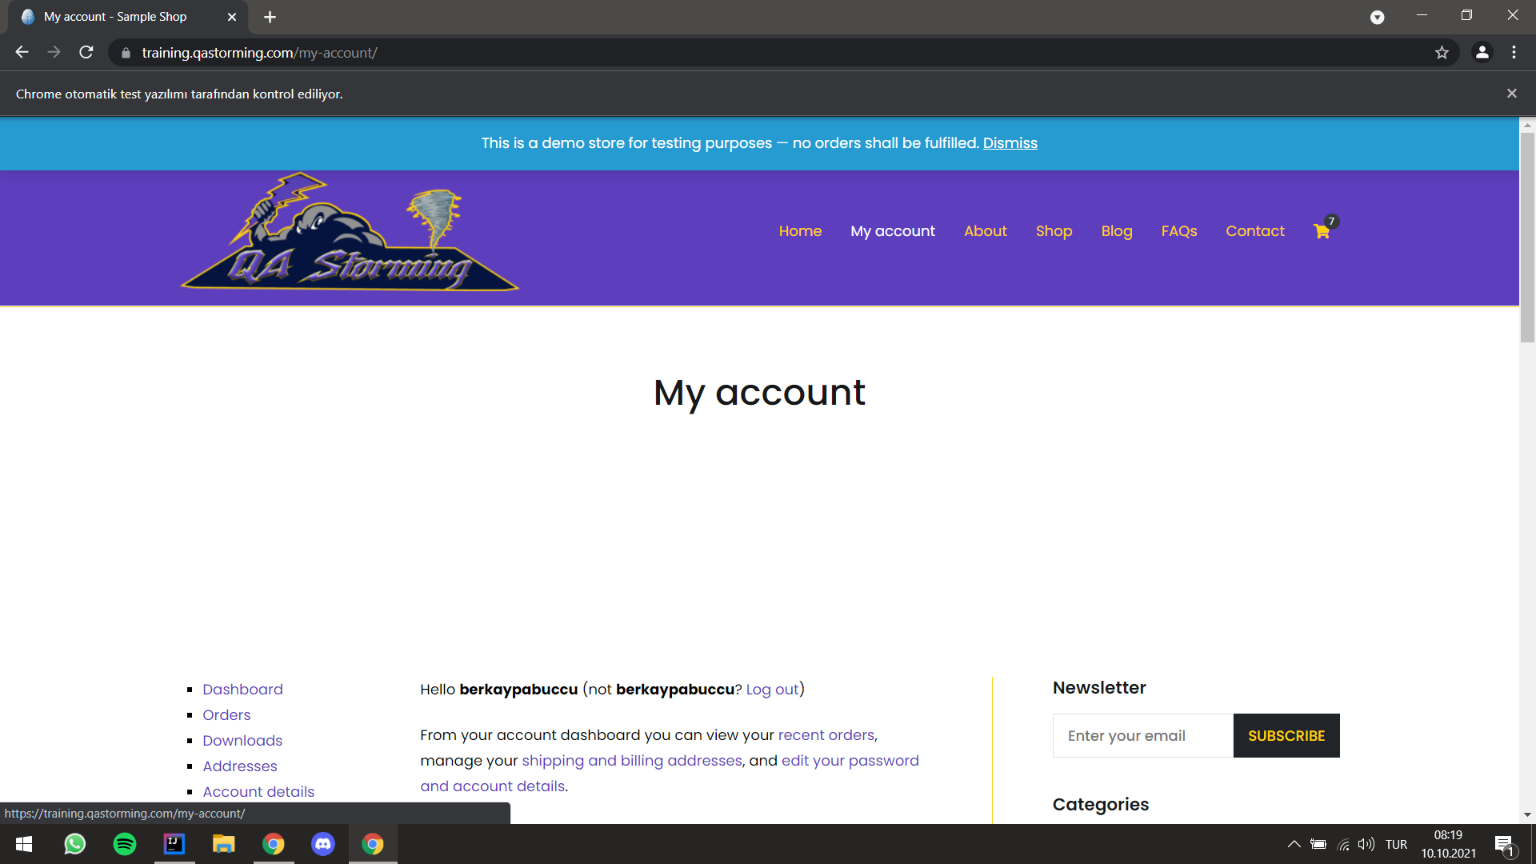 My account - Sample Shop
training.qastorming.com/my-account/
Chrome otomatik test yazılımı tarafından kontrol ediliyor.
This is a demo store for testing purposes — no orders shall be fulfilled. Dismiss
QA Storming
Home My account About Shop Blog FAQs Contact 7
My account
Dashboard
Orders
Downloads
Addresses
Account details
Hello berkaypabuccu (not berkaypabuccu? Log out)
From your account dashboard you can view your recent orders,
manage your shipping and billing addresses, and edit your password
and account details.
Newsletter
Enter your email SUBSCRIBE
Categories
https://training.qastorming.com/my-account/
IJ
TUR
08:19
10.10.2021
1